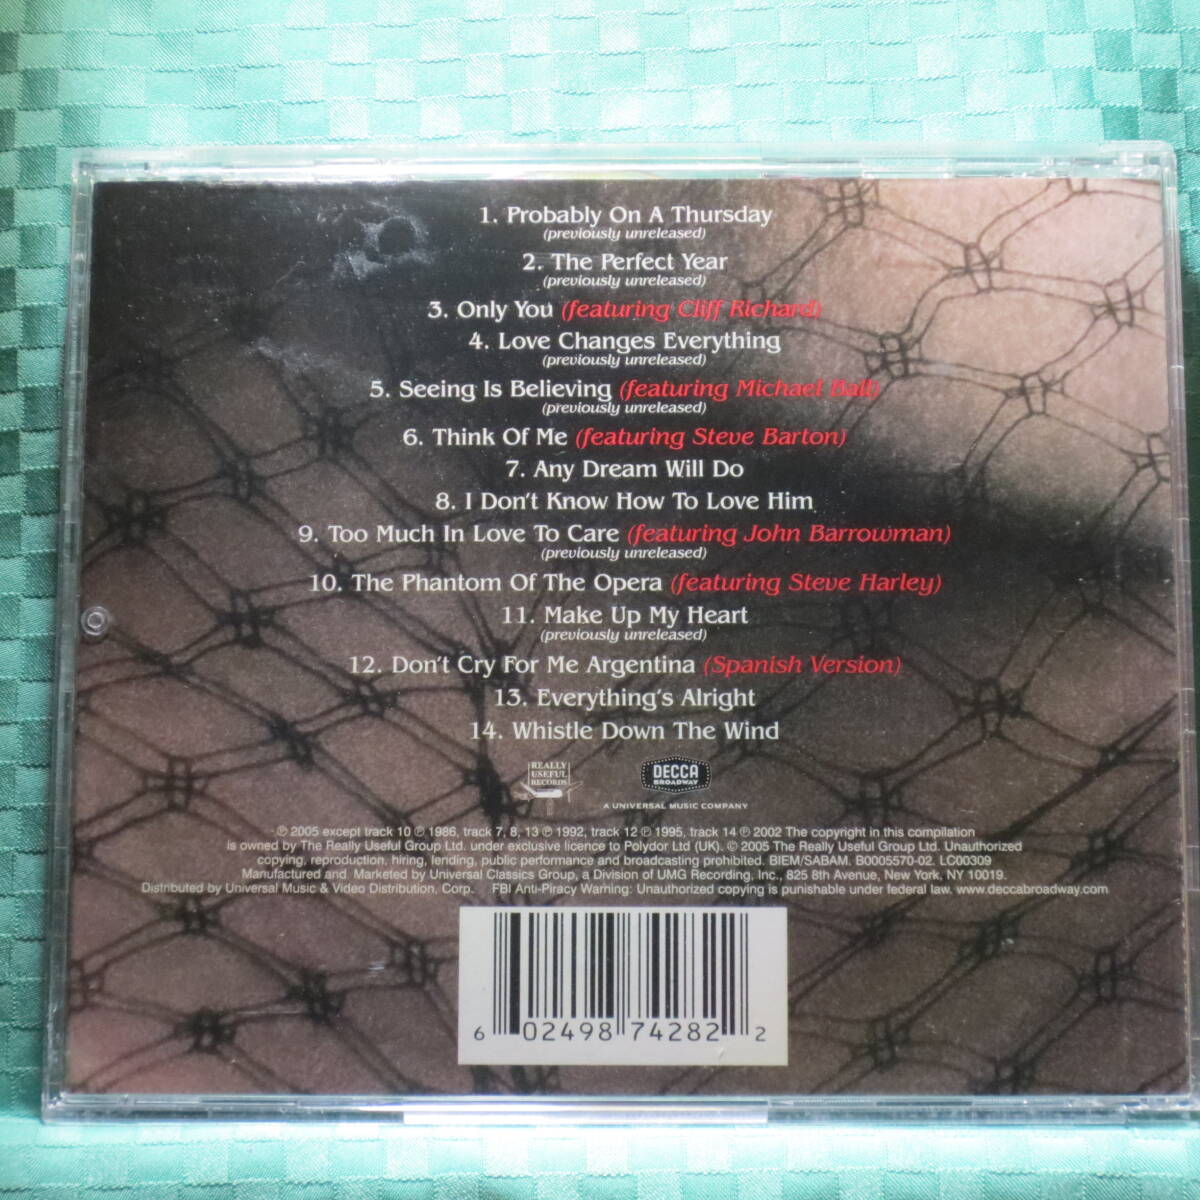 1. Probably On A Thursday
(previously unreleased)
2. The Perfect Year
(previously unreleased)
3. Only You (featuring Cliff Richard)
4. Love Changes Everything
(previously unreleased)
5. Seeing Is Believing (featuring Michael Ball)
(previously unreleased)
6. Think Of Me (featuring Steve Barton)
7. Any Dream Will Do
8. I Don't Know How To Love Him
9. Too Much In Love To Care (featuring John Barrowman)
(previously unreleased)
10. The Phantom Of The Opera (featuring Steve Harley)
11. Make Up My Heart
(previously unreleased)
12. Don't Cry For Me Argentina (Spanish Version)
13. Everything's Alright
14. Whistle Down The Wind
REALLY
USEFUL
RECORDS
DECCA
BROADWAY
A UNIVERSAL MUSIC COMPANY
℗ 2005 except track 10 ℗ 1986, track 7, 8, 13 ℗ 1992, track 12 ℗ 1995, track 14 ℗ 2002 The copyright in this compilation
is owned by The Really Useful Group Ltd. under exclusive licence to Polydor Ltd (UK). © 2005 The Really Useful Group Ltd. Unauthorized
copying, reproduction, hiring, lending, public performance and broadcasting prohibited. BIEM/SABAM. B0005570-02. LC00309
Manufactured and Marketed by Universal Classics Group, a Division of UMG Recording, Inc., 825 8th Avenue, New York, NY 10019.
Distributed by Universal Music & Video Distribution, Corp. FBI Anti-Piracy Warning: Unauthorized copying is punishable under federal law. www.deccabroadway.com
6 02498 74282 2